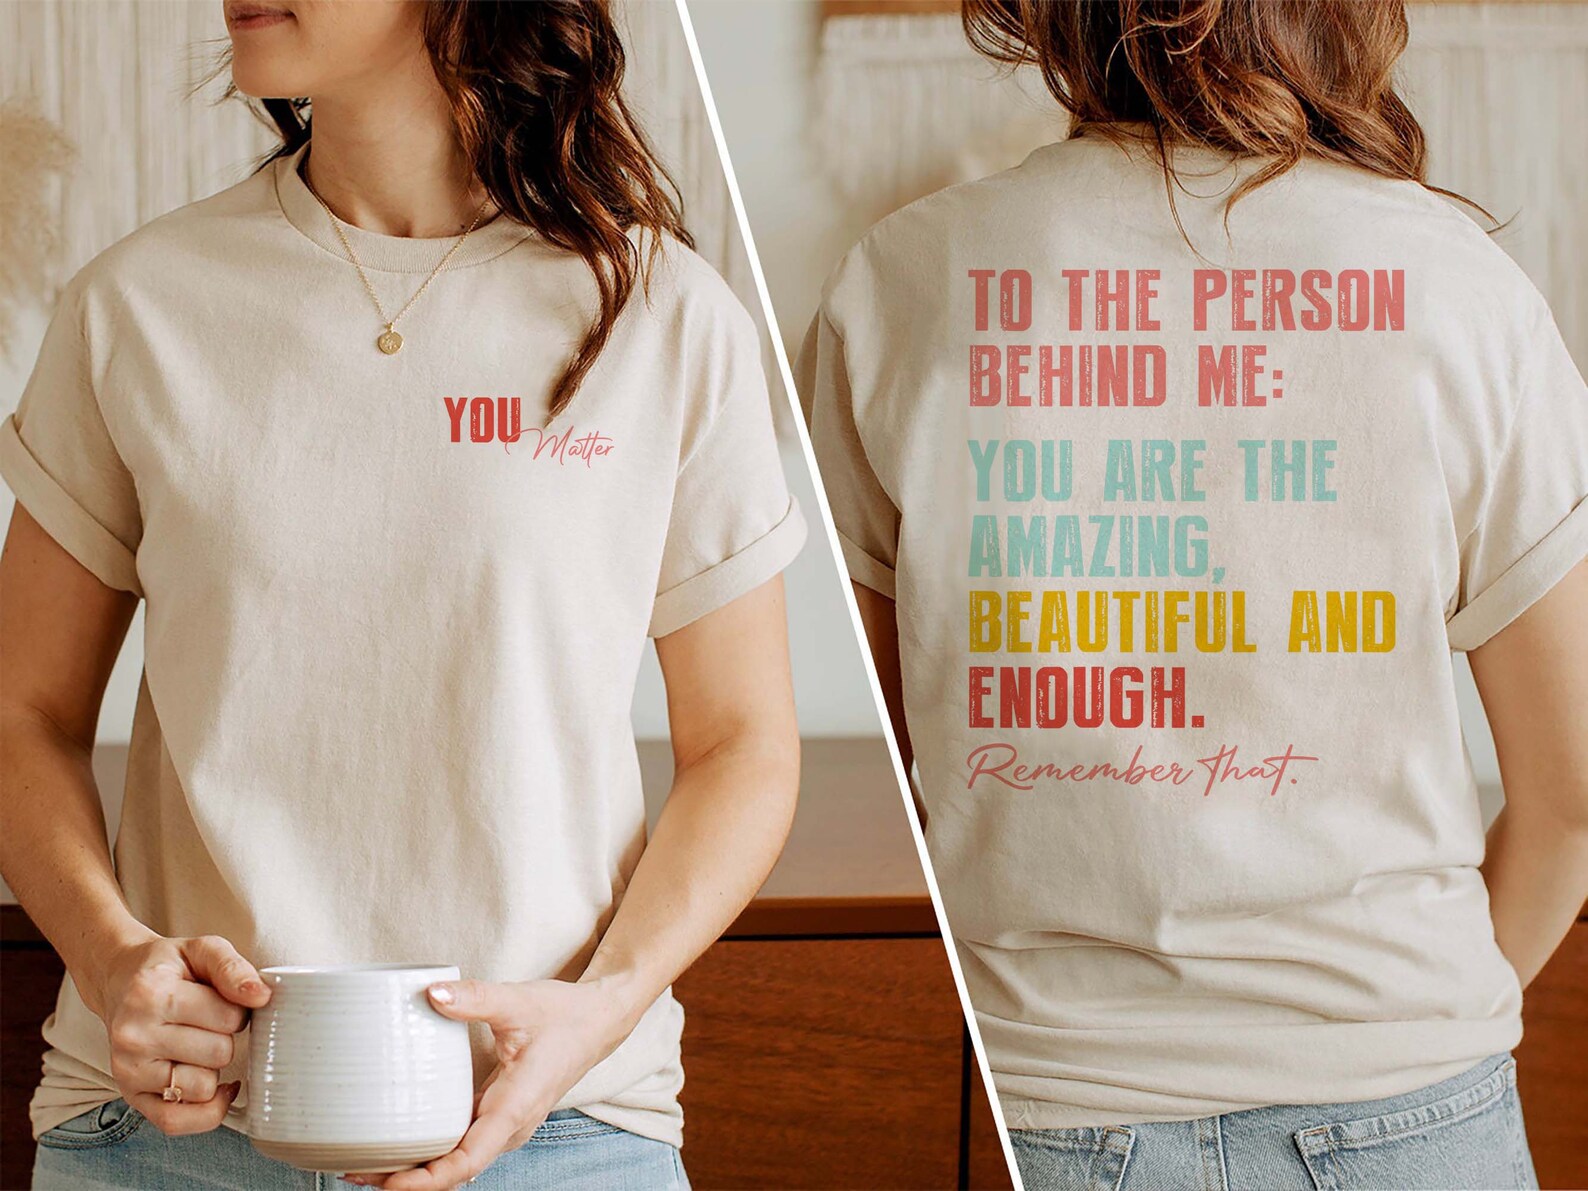 YOU
Matter
TO THE PERSON
BEHIND ME:
YOU ARE THE
AMAZING,
BEAUTIFUL AND
ENOUGH.
Remember that.